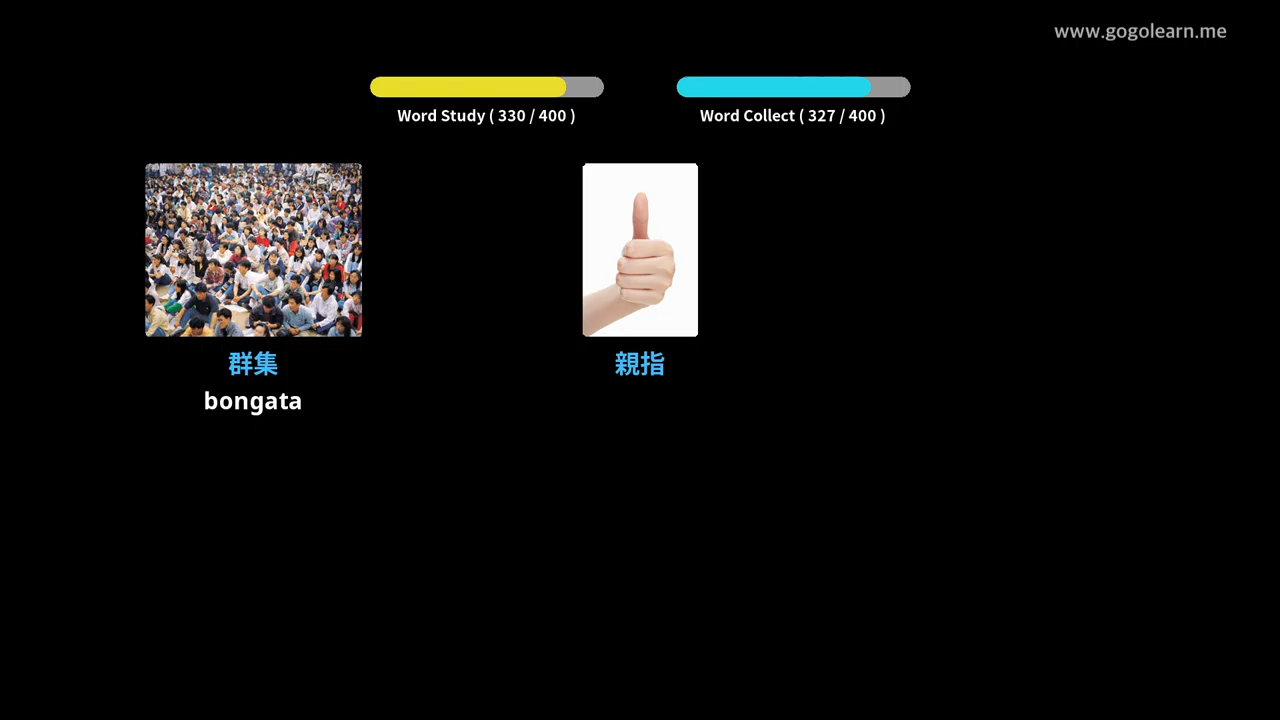 www.gogolearn.me
Word Study ( 330 / 400 )
Word Collect ( 327 / 400 )
群集
親指
bongata